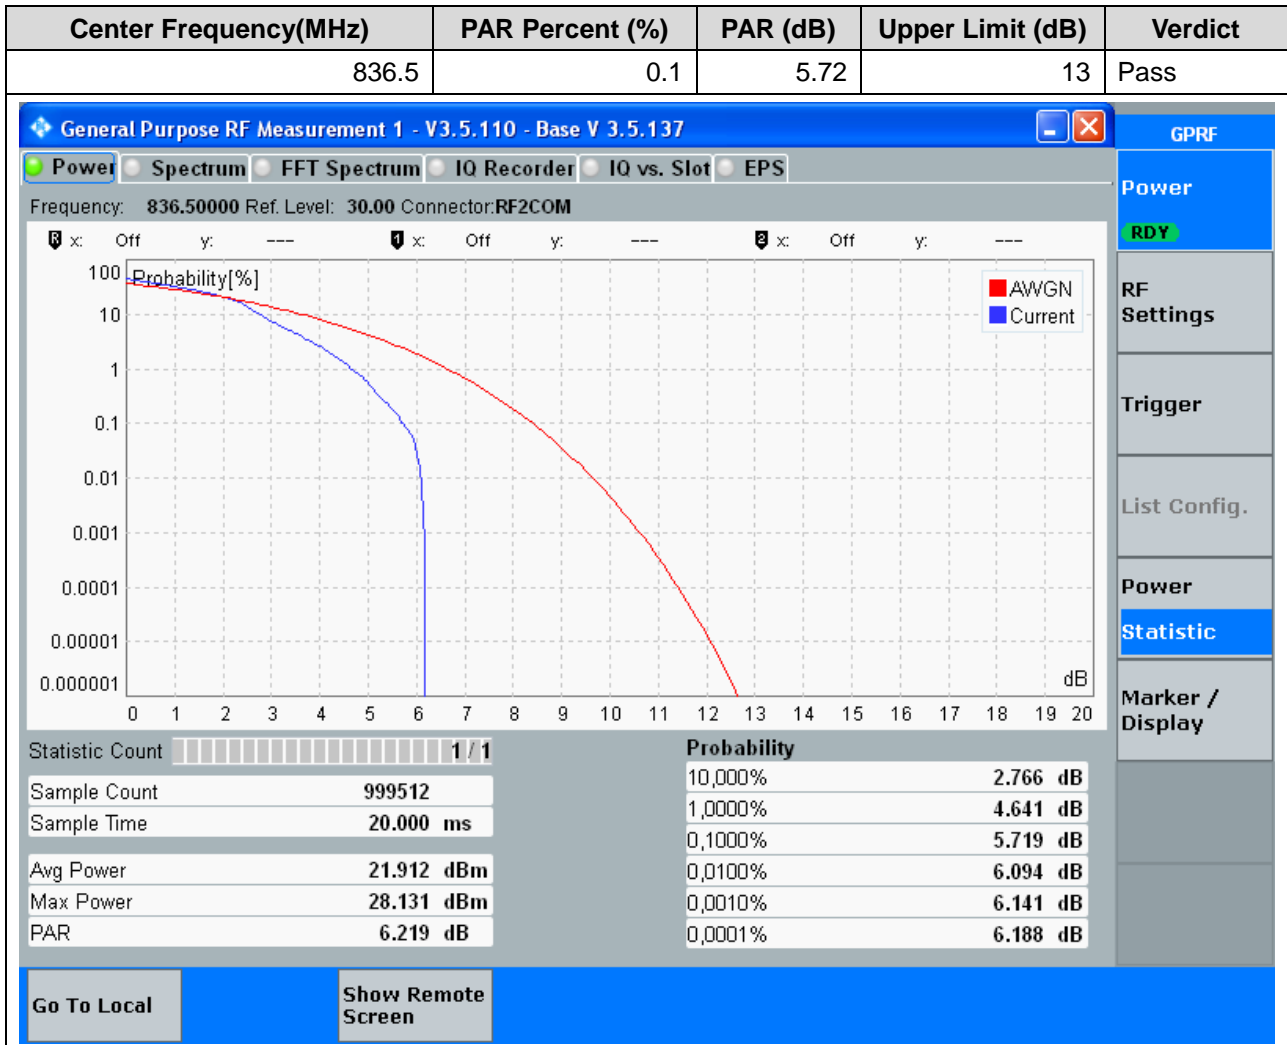 Center Frequency(MHz) PAR Percent (%) PAR (dB) Upper Limit (dB) Verdict
836.5 0.1 5.72 13 Pass
General Purpose RF Measurement 1 - V3.5.110 - Base V 3.5.137
GPRF
Power Spectrum FFT Spectrum IQ Recorder IQ vs. Slot EPS
Frequency: 836.50000 Ref. Level: 30.00 Connector:RF2COM
R x: Off y: --- 1 x: Off y: --- 2 x: Off y: ---
Probability[%]
100
10
1
0.1
0.01
0.001
0.0001
0.00001
0.000001
AWGN
Current
dB
0 1 2 3 4 5 6 7 8 9 10 11 12 13 14 15 16 17 18 19 20
Statistic Count 1 / 1
Sample Count 999512
Sample Time 20.000 ms
Avg Power 21.912 dBm
Max Power 28.131 dBm
PAR 6.219 dB
Probability
10,000% 2.766 dB
1,0000% 4.641 dB
0,1000% 5.719 dB
0,0100% 6.094 dB
0,0010% 6.141 dB
0,0001% 6.188 dB
Power
RDY
RF
Settings
Trigger
List Config.
Power
Statistic
Marker /
Display
Go To Local
Show Remote
Screen